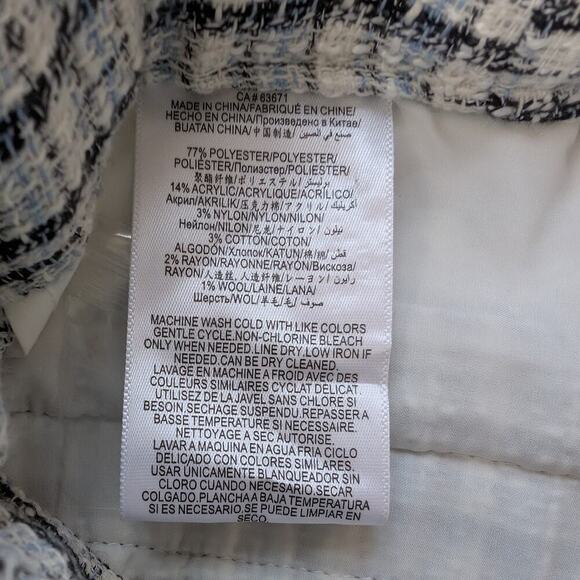 CA# 63671
MADE IN CHINA/FABRIQUÉ EN CHINE/
HECHO EN CHINA/Произведено в Китае/
BUATAN CHINA/中国制造/ صنع في الصين
77% POLYESTER/POLYESTER/
POLIÉSTER/Полиэстер/POLIESTER/
聚酯纤维/ポリエステル/بوليستر
14% ACRYLIC/ACRYLIQUE/ACRÍLICO/
Акрил/AKRILIK/压克力棉/アクリル/أكريليك
3% NYLON/NYLON/NILON/
Нейлон/NILON/尼龙/ナイロン/نيلون
3% COTTON/COTON/
ALGODÓN/Хлопок/KATUN/棉/綿/قطن
2% RAYON/RAYONNE/RAYÓN/Вискоза/
RAYON/人造丝，人造纤维/レーヨン/رايون
1% WOOL/LAINE/LANA/
Шерсть/WOL/羊毛/毛/صوف
MACHINE WASH COLD WITH LIKE COLORS
GENTLE CYCLE.NON-CHLORINE BLEACH
ONLY WHEN NEEDED.LINE DRY.LOW IRON IF
NEEDED.CAN BE DRY CLEANED.
LAVAGE EN MACHINE A FROID AVEC DES
COULEURS SIMILAIRES CYCLAT DÉLICAT.
UTILISEZ DE LA JAVEL SANS CHLORE SI
BESOIN.SECHAGE SUSPENDU.REPASSER A
BASSE TEMPERATURE SI NECESSAIRE.
NETTOYAGE A SEC AUTORISE.
LAVAR A MAQUINA EN AGUA FRIA CICLO
DELICADO CON COLORES SIMILARES.
USAR ÚNICAMENTE BLANQUEADOR SIN
CLORO CUANDO NECESARIO.SECAR
COLGADO.PLANCHA A BAJA TEMPERATURA
SI ES NECESARIO.SE PUEDE LIMPIAR EN
SECO.